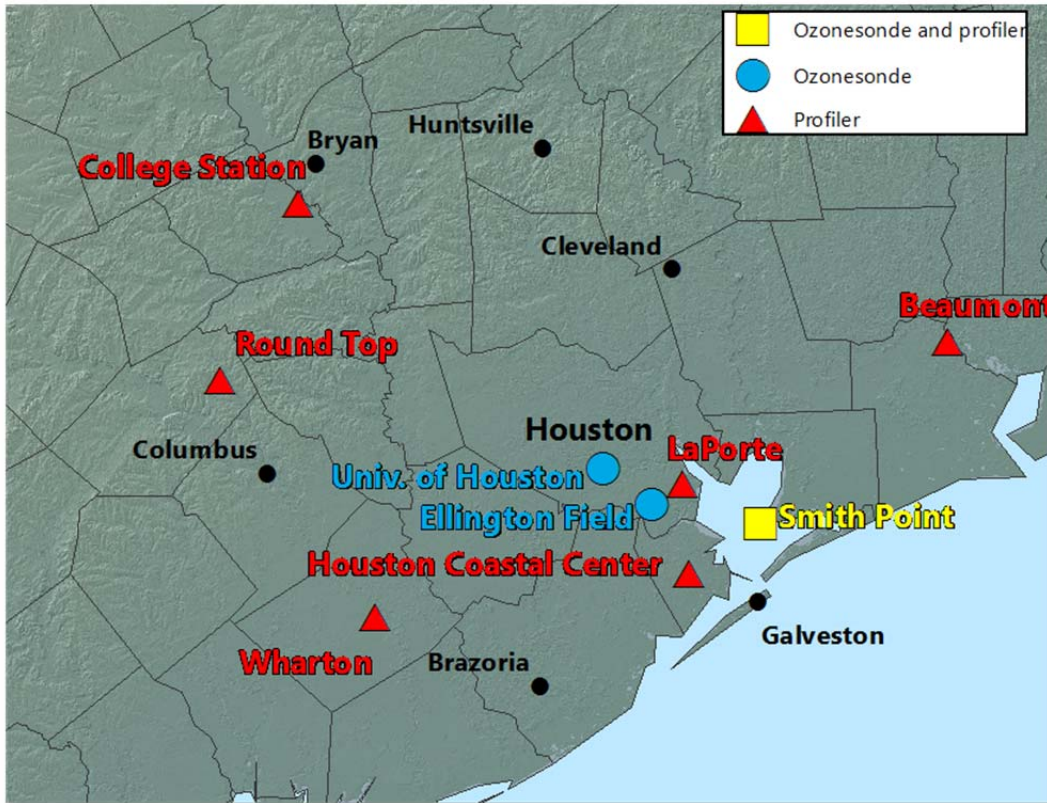 Ozonesonde and profiler
Ozonesonde
Profiler
Huntsville
Bryan
College Station
Cleveland
Beaumont
Round Top
Houston
Columbus
LaPorte
Univ. of Houston
Ellington Field
Smith Point
Houston Coastal Center
Galveston
Wharton
Brazoria